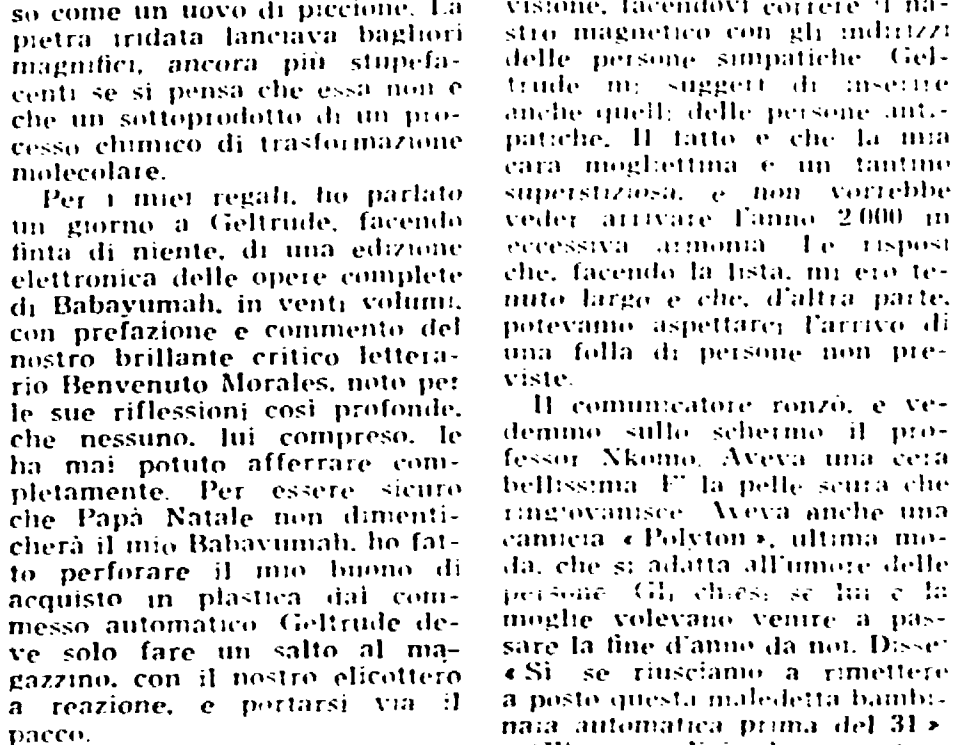 so come un uovo di piccione. La
pietra iridata lanciava bagliori
magnifici, ancora più stupefa-
centi se si pensa che essa non è
che un sottoprodotto di un pro-
cesso chimico di trasformazione
molecolare.
Per i miei regali, ho parlato
un giorno a Geltrude, facendo
finta di niente, di una edizione
elettronica delle opere complete
di Babayumah, in venti volumi,
con prefazione e commento del
nostro brillante critico lettera-
rio Benvenuto Morales, noto per
le sue riflessioni così profonde,
che nessuno, lui compreso, le
ha mai potuto afferrare com-
pletamente. Per essere sicuro
che Papà Natale non dimenti-
cherà il mio Babayumah, ho fat-
to perforare il mio buono di
acquisto in plastica dal com-
messo automatico. Geltrude de-
ve solo fare un salto al ma-
gazzino, con il nostro elicottero
a reazione, e portarsi via il
pacco.
visione, facendovi correre il na-
stro magnetico con gli indirizzi
delle persone simpatiche. Gel-
trude mi suggerì di inserire
anche quelli delle persone anti-
patiche. Il fatto è che la mia
cara mogliettina è un tantino
superstiziosa, e non vorrebbe
veder arrivare l'anno 2000 in
eccessiva armonia. Le risposi
che, facendo la lista, mi ero te-
nuto largo e che, d'altra parte,
potevamo aspettarci l'arrivo di
una folla di persone non pre-
viste.
Il comunicatore ronzò, e ve-
demmo sullo schermo il pro-
fessor Nkomo. Aveva una cera
bellissima. E' la pelle scura che
ringiovanisce. Aveva anche una
camicia « Polyton », ultima mo-
da, che si adatta all'umore delle
persone. Gli chiesi se lui e la
moglie volevano venire a pas-
sare la fine d'anno da noi. Disse:
« Sì se riusciamo a rimettere
a posto questa maledetta bambi-
naia automatica prima del 31 »